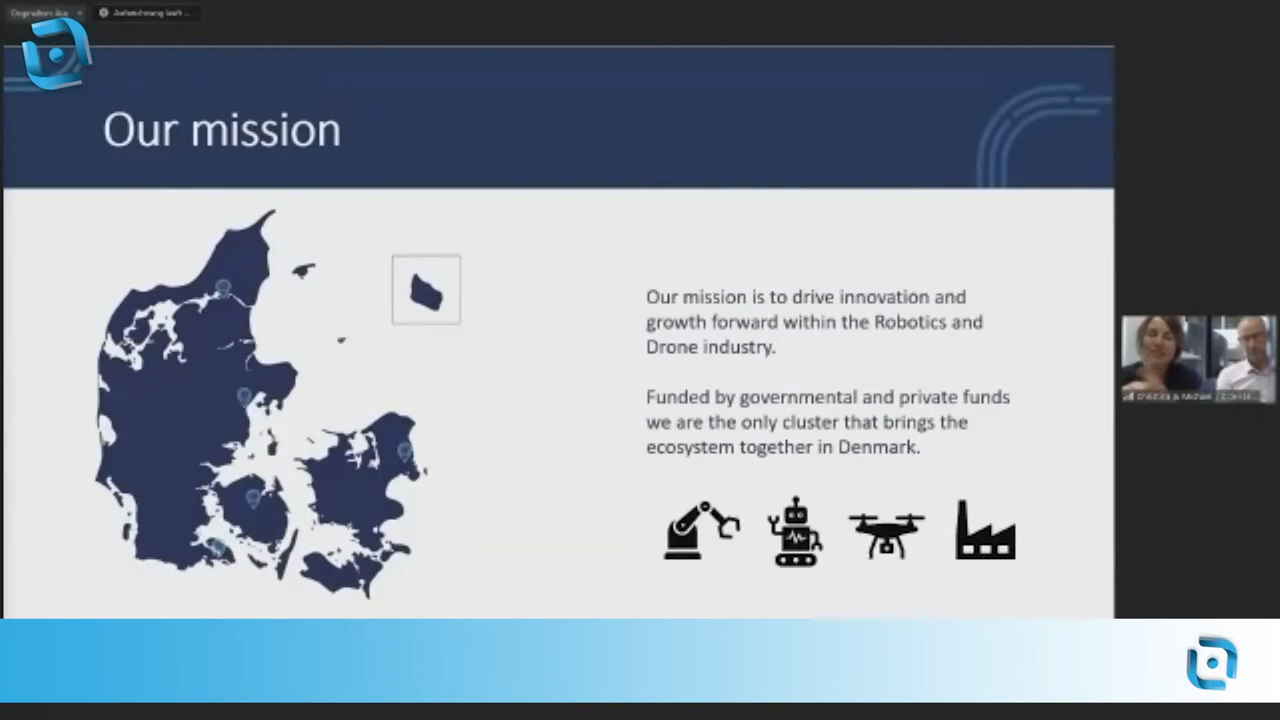 Our mission
Our mission is to drive innovation and
growth forward within the Robotics and
Drone industry.
Funded by governmental and private funds
we are the only cluster that brings the
ecosystem together in Denmark.